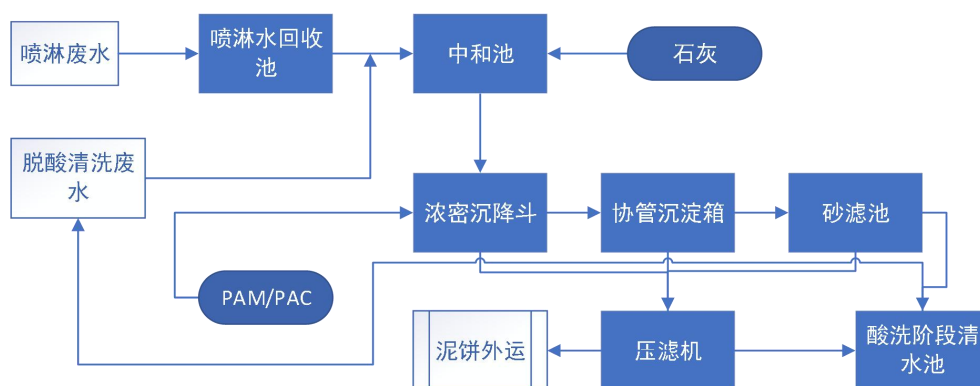 喷淋废水
喷淋水回收
池
中和池
石灰
脱酸清洗废
水
浓密沉降斗
协管沉淀箱
砂滤池
PAM/PAC
泥饼外运
压滤机
酸洗阶段清
水池